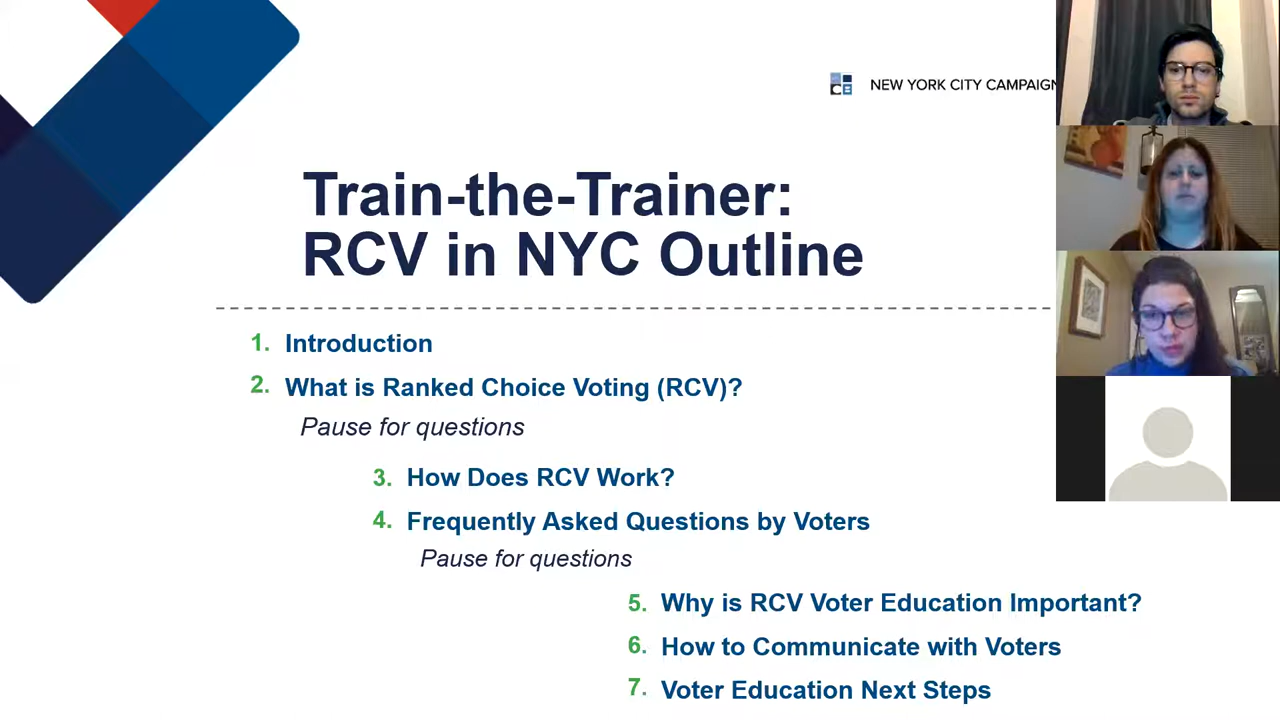 CE
NEW YORK CITY CAMPAIGN
Train-the-Trainer:
RCV in NYC Outline
1. Introduction
2. What is Ranked Choice Voting (RCV)?
Pause for questions
3. How Does RCV Work?
4. Frequently Asked Questions by Voters
Pause for questions
5. Why is RCV Voter Education Important?
6. How to Communicate with Voters
7. Voter Education Next Steps